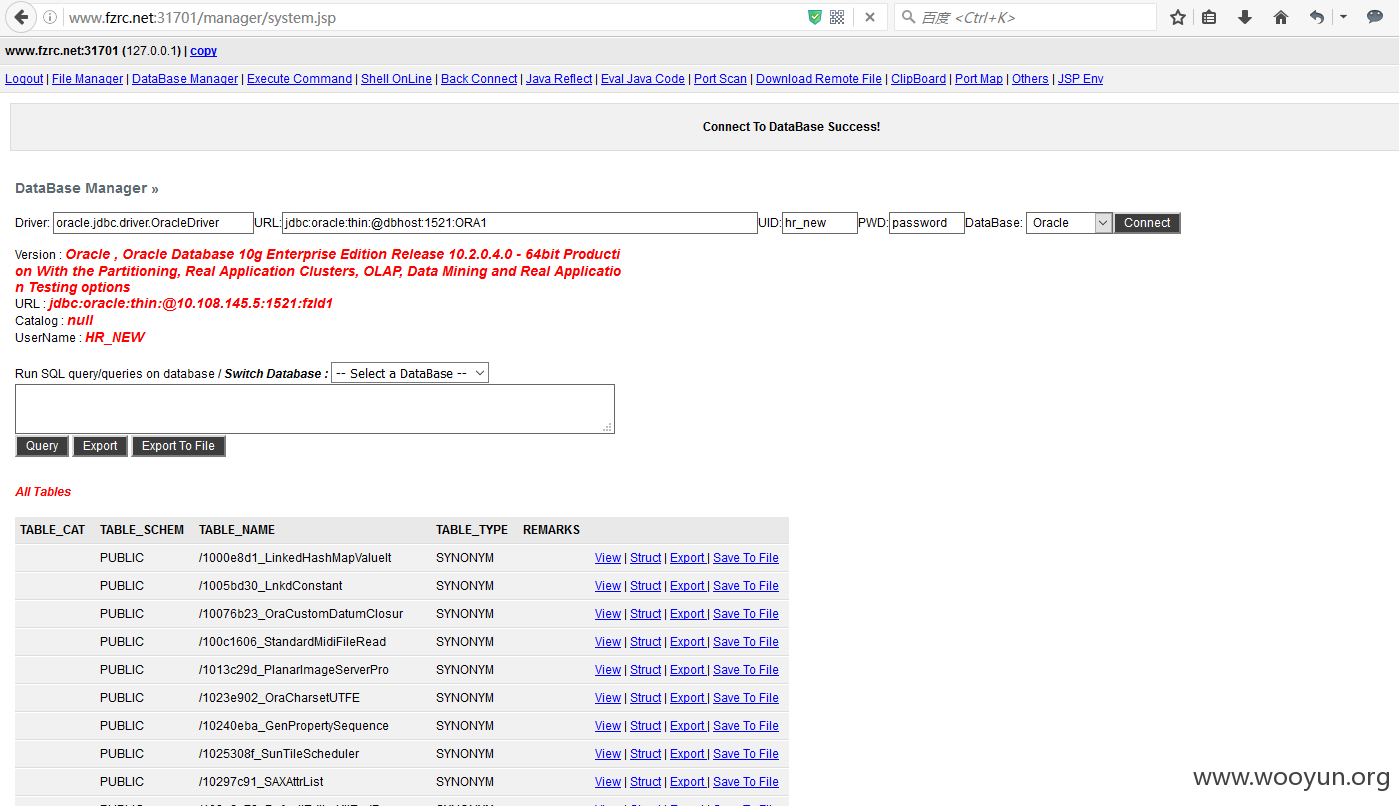 www.fzrc.net:31701/manager/system.jsp
百度 <Ctrl+K>
www.fzrc.net:31701 (127.0.0.1) | copy
Logout | File Manager | DataBase Manager | Execute Command | Shell OnLine | Back Connect | Java Reflect | Eval Java Code | Port Scan | Download Remote File | ClipBoard | Port Map | Others | JSP Env
Connect To DataBase Success!
DataBase Manager »
Driver: oracle.jdbc.driver.OracleDriver URL: jdbc:oracle:thin:@dbhost:1521:ORA1 UID: hr_new PWD: password DataBase: Oracle Connect
Version : Oracle , Oracle Database 10g Enterprise Edition Release 10.2.0.4.0 - 64bit Producti
on With the Partitioning, Real Application Clusters, OLAP, Data Mining and Real Applicatio
n Testing options
URL : jdbc:oracle:thin:@10.108.145.5:1521:fzld1
Catalog : null
UserName : HR_NEW
Run SQL query/queries on database / Switch Database : -- Select a DataBase --
Query Export Export To File
All Tables
TABLE_CAT TABLE_SCHEM TABLE_NAME TABLE_TYPE REMARKS
PUBLIC /1000e8d1_LinkedHashMapValueIt SYNONYM View | Struct | Export | Save To File
PUBLIC /1005bd30_LnkdConstant SYNONYM View | Struct | Export | Save To File
PUBLIC /10076b23_OraCustomDatumClosur SYNONYM View | Struct | Export | Save To File
PUBLIC /100c1606_StandardMidiFileRead SYNONYM View | Struct | Export | Save To File
PUBLIC /1013c29d_PlanarImageServerPro SYNONYM View | Struct | Export | Save To File
PUBLIC /1023e902_OraCharsetUTFE SYNONYM View | Struct | Export | Save To File
PUBLIC /10240eba_GenPropertySequence SYNONYM View | Struct | Export | Save To File
PUBLIC /1025308f_SunTileScheduler SYNONYM View | Struct | Export | Save To File
PUBLIC /10297c91_SAXAttrList SYNONYM View | Struct | Export | Save To File
www.wooyun.org